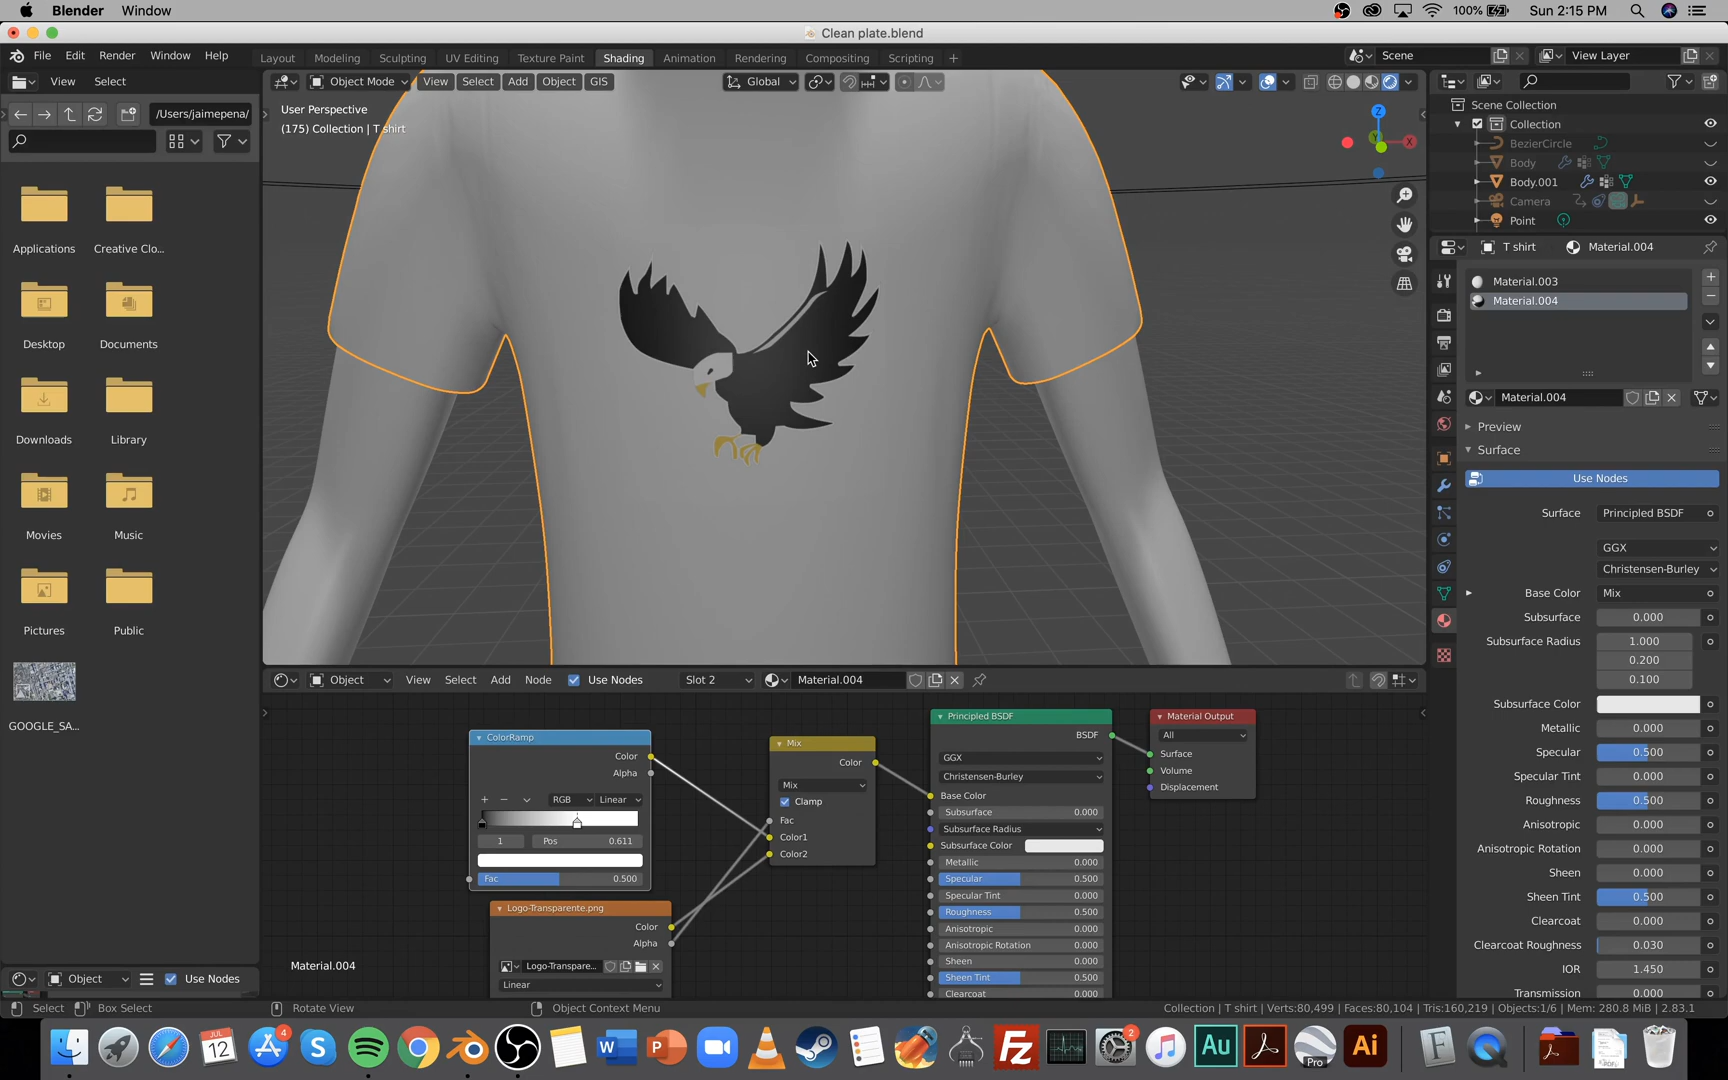 Blender Window 100% Sun 2:15 PM
Clean plate.blend
File Edit Render Window Help Layout Modeling Sculpting UV Editing Texture Paint Shading Animation Rendering Compositing Scripting + Scene View Layer
View Select Object Mode View Select Add Object GIS Global
/Users/jaimepena/
User Perspective
(175) Collection | T shirt
Scene Collection
Collection
BezierCircle
Body
Body.001
Camera
Point
T shirt Material.004
Material.003
Material.004
Material.004
Preview
Surface
Use Nodes
Surface Principled BSDF
GGX
Christensen-Burley
Base Color Mix
Subsurface 0.000
Subsurface Radius 1.000
0.200
0.100
Subsurface Color
Metallic 0.000
Specular 0.500
Specular Tint 0.000
Roughness 0.500
Anisotropic 0.000
Anisotropic Rotation 0.000
Sheen 0.000
Sheen Tint 0.500
Clearcoat 0.000
Clearcoat Roughness 0.030
IOR 1.450
Transmission 0.000
Applications Creative Clo...
Desktop Documents
Downloads Library
Movies Music
Pictures Public
GOOGLE_SA...
Object View Select Add Node Use Nodes Slot 2 Material.004
ColorRamp
Color
Alpha
+ − RGB Linear
1 Pos 0.611
Fac 0.500
Logo-Transparente.png
Color
Alpha
Logo-Transpare...
Linear
Mix
Color
Mix
Clamp
Fac
Color1
Color2
Principled BSDF
BSDF
GGX
Christensen-Burley
Base Color
Subsurface 0.000
Subsurface Radius
Subsurface Color
Metallic 0.000
Specular 0.500
Specular Tint 0.000
Roughness 0.500
Anisotropic 0.000
Anisotropic Rotation 0.000
Sheen 0.000
Sheen Tint 0.500
Clearcoat 0.000
Material Output
All
Surface
Volume
Displacement
Material.004
Object Use Nodes
Select Box Select Rotate View Object Context Menu Collection | T shirt | Verts:80,499 | Faces:80,104 | Tris:160,219 | Objects:1/6 | Mem: 280.8 MiB | 2.83.1
JUL
12
4
2
W P S Fz Au Pro Ai F